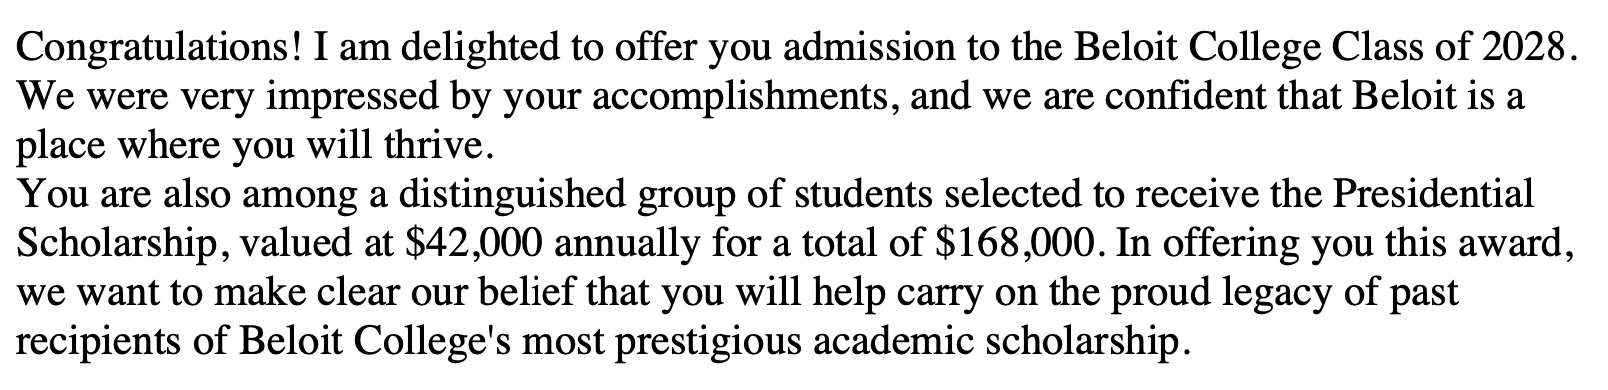 Congratulations! I am delighted to offer you admission to the Beloit College Class of 2028.
We were very impressed by your accomplishments, and we are confident that Beloit is a
place where you will thrive.
You are also among a distinguished group of students selected to receive the Presidential
Scholarship, valued at $42,000 annually for a total of $168,000. In offering you this award,
we want to make clear our belief that you will help carry on the proud legacy of past
recipients of Beloit College's most prestigious academic scholarship.